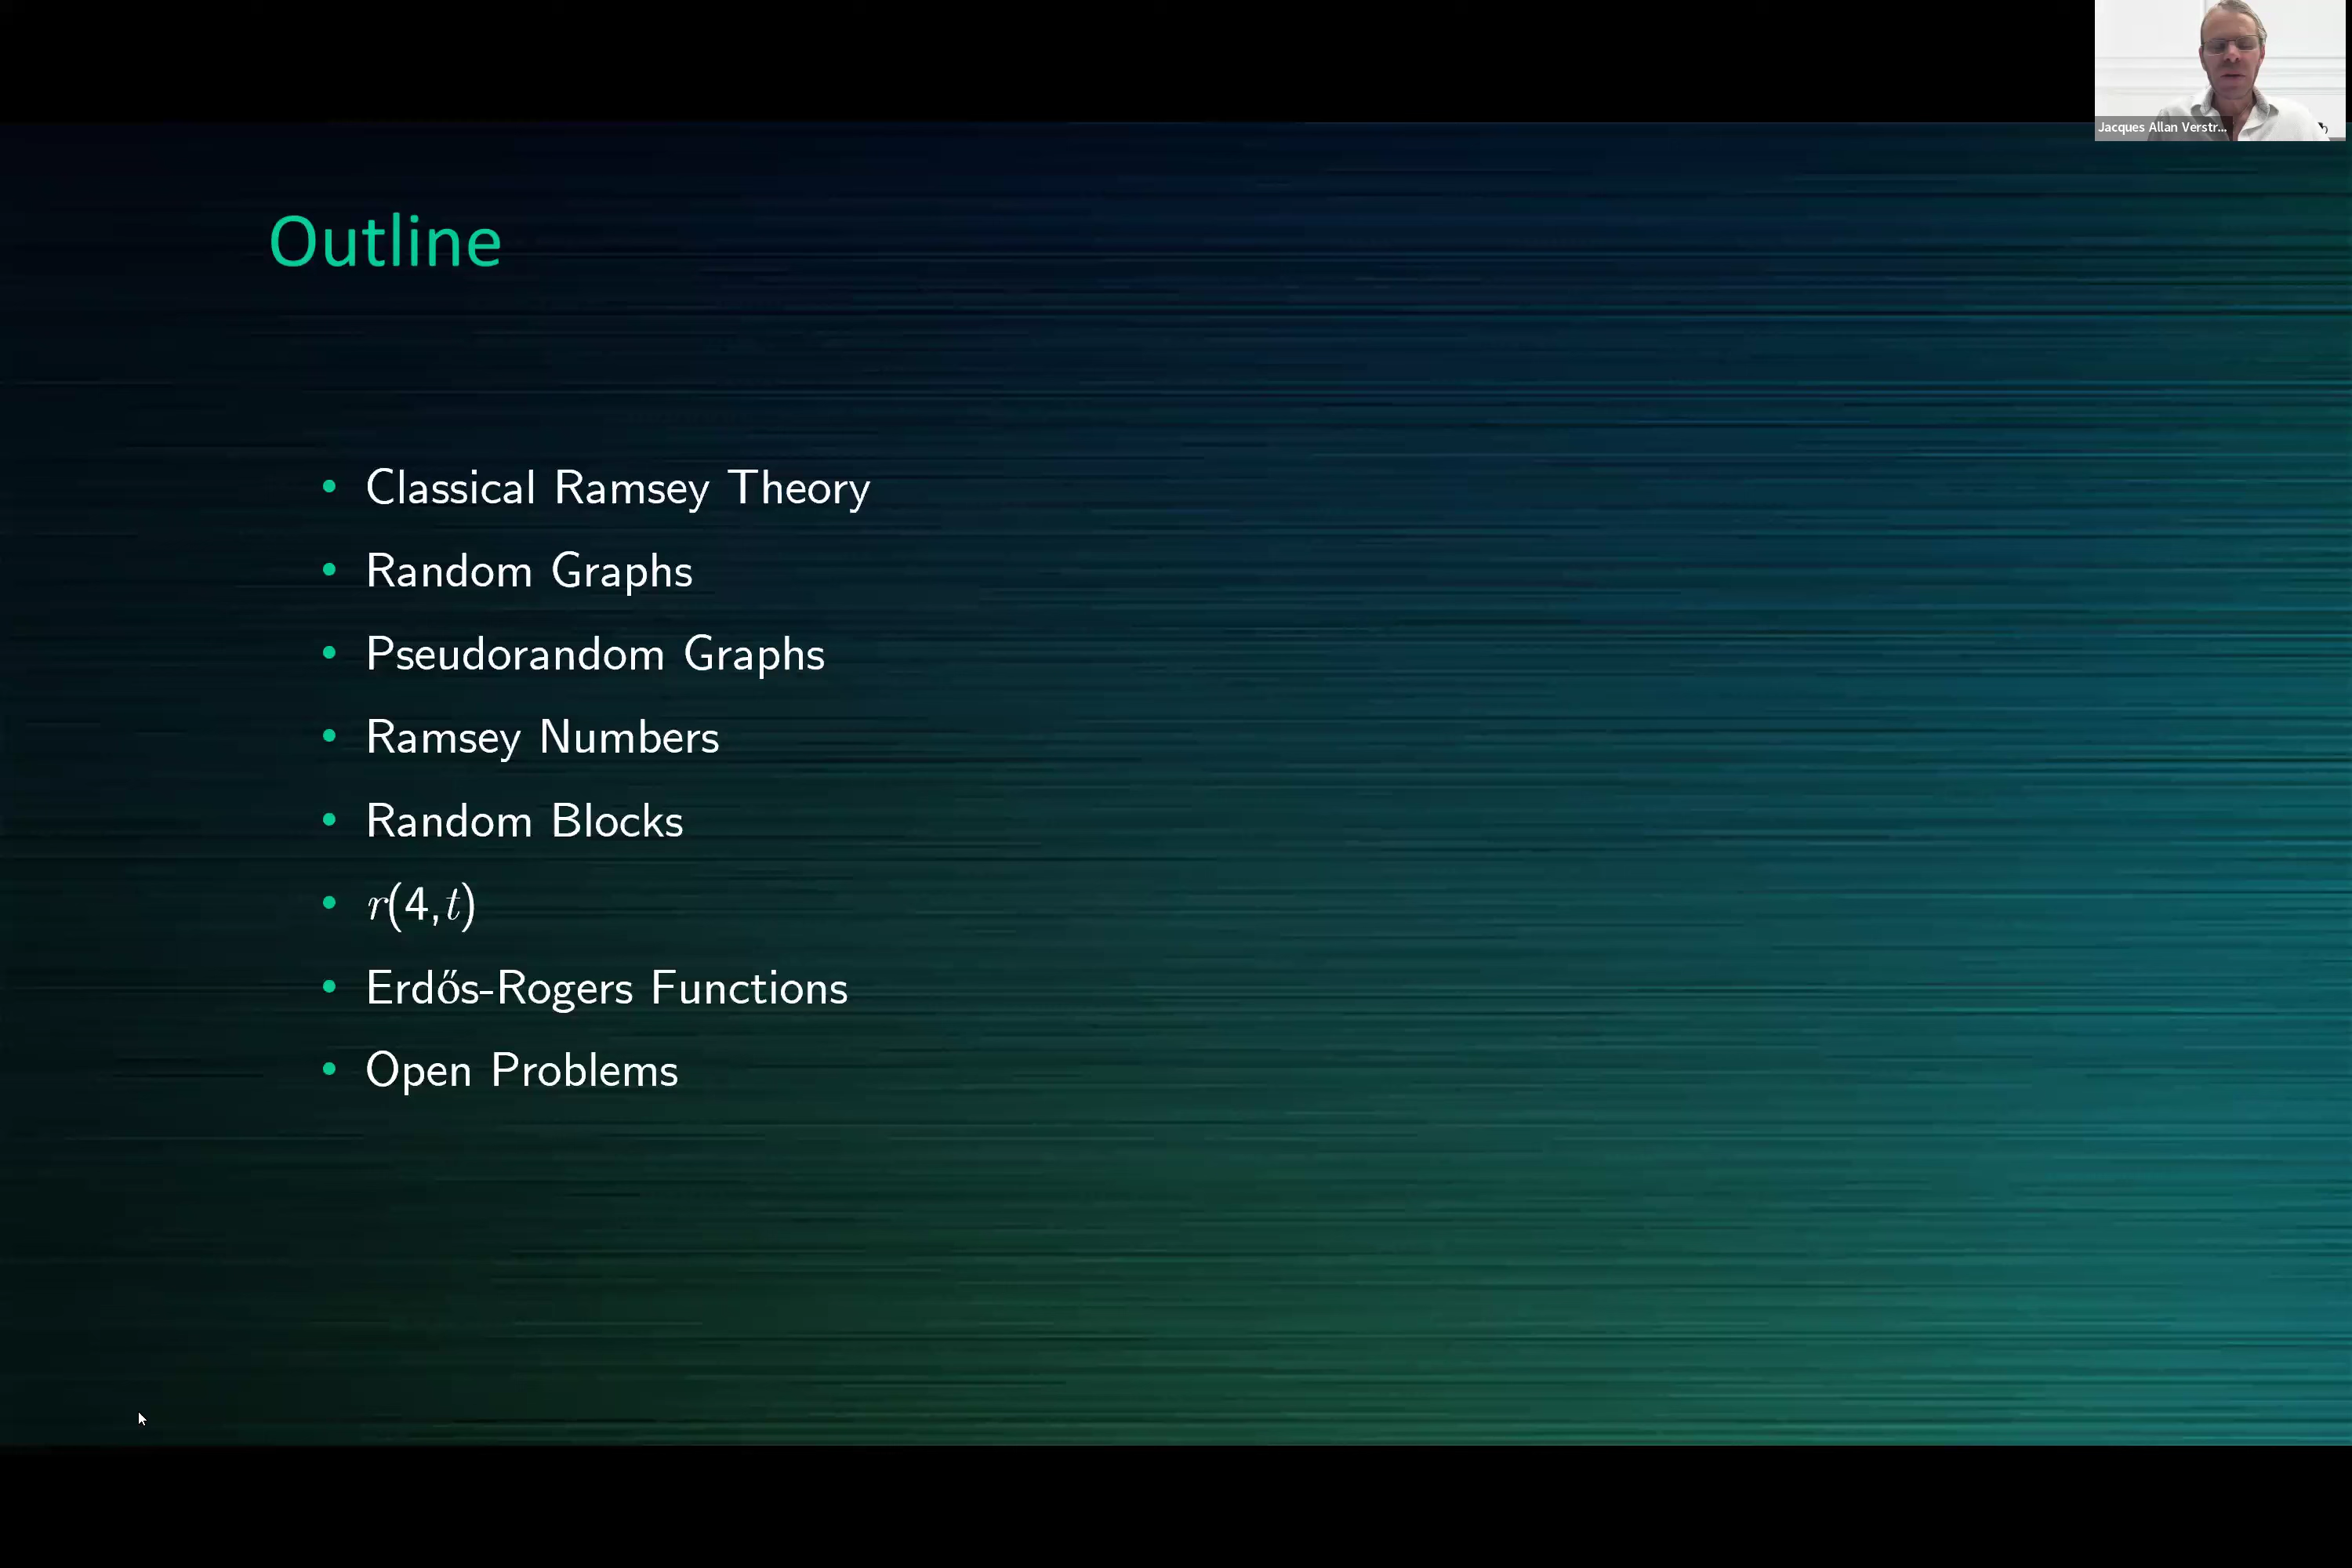 Jacques Allan Verstr...
Outline
• Classical Ramsey Theory
• Random Graphs
• Pseudorandom Graphs
• Ramsey Numbers
• Random Blocks
• r(4,t)
• Erdős-Rogers Functions
• Open Problems